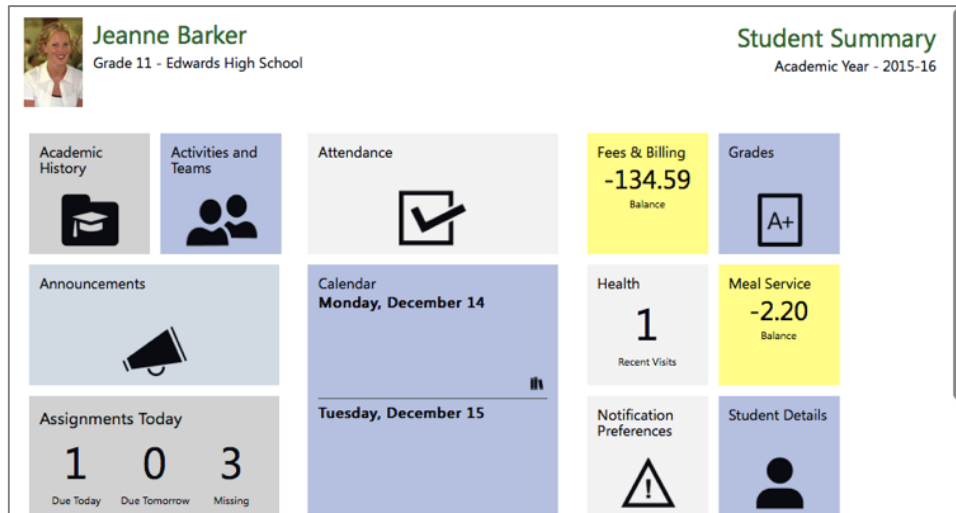 Jeanne Barker
Grade 11 - Edwards High School
Student Summary
Academic Year - 2015-16
Academic
History
Activities and
Teams
Attendance
Fees & Billing
-134.59
Balance
Grades
A+
Announcements
Calendar
Monday, December 14
Tuesday, December 15
Health
1
Recent Visits
Meal Service
-2.20
Balance
Assignments Today
1 0 3
Due Today Due Tomorrow Missing
Notification
Preferences
Student Details